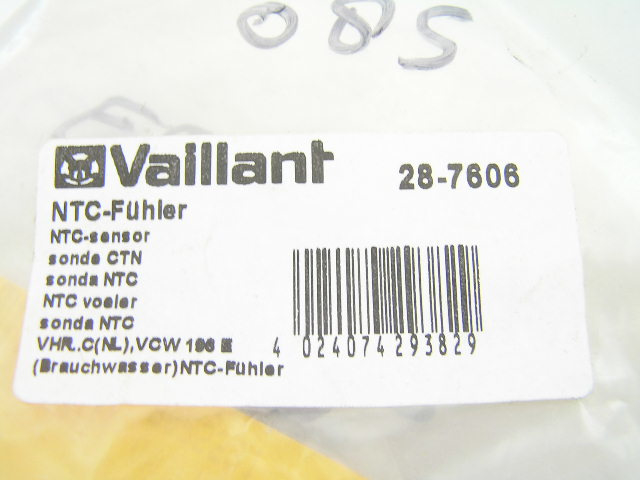 085
Vaillant 28-7606
NTC-Fühler
NTC-sensor
sonde CTN
sonda NTC
NTC voeler
sonda NTC
VHR..C(NL),VCW 196 E
(Brauchwasser)NTC-Fühler
4 024074 293829